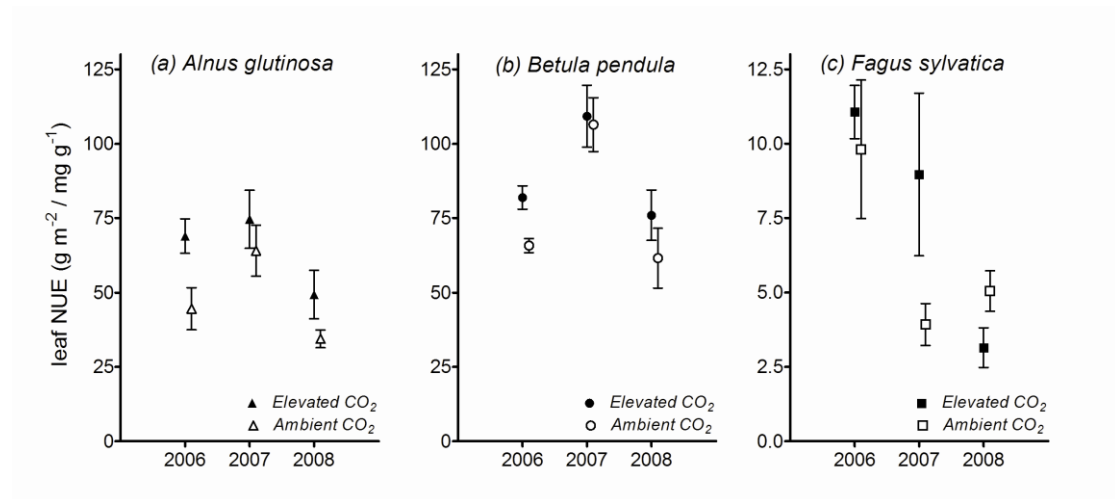 leaf NUE (g m⁻² / mg g⁻¹)
(a) Alnus glutinosa
125
100
75
50
25
0
Elevated CO₂
Ambient CO₂
2006 2007 2008
(b) Betula pendula
125
100
75
50
25
0
Elevated CO₂
Ambient CO₂
2006 2007 2008
(c) Fagus sylvatica
12.5
10.0
7.5
5.0
2.5
0.0
Elevated CO₂
Ambient CO₂
2006 2007 2008